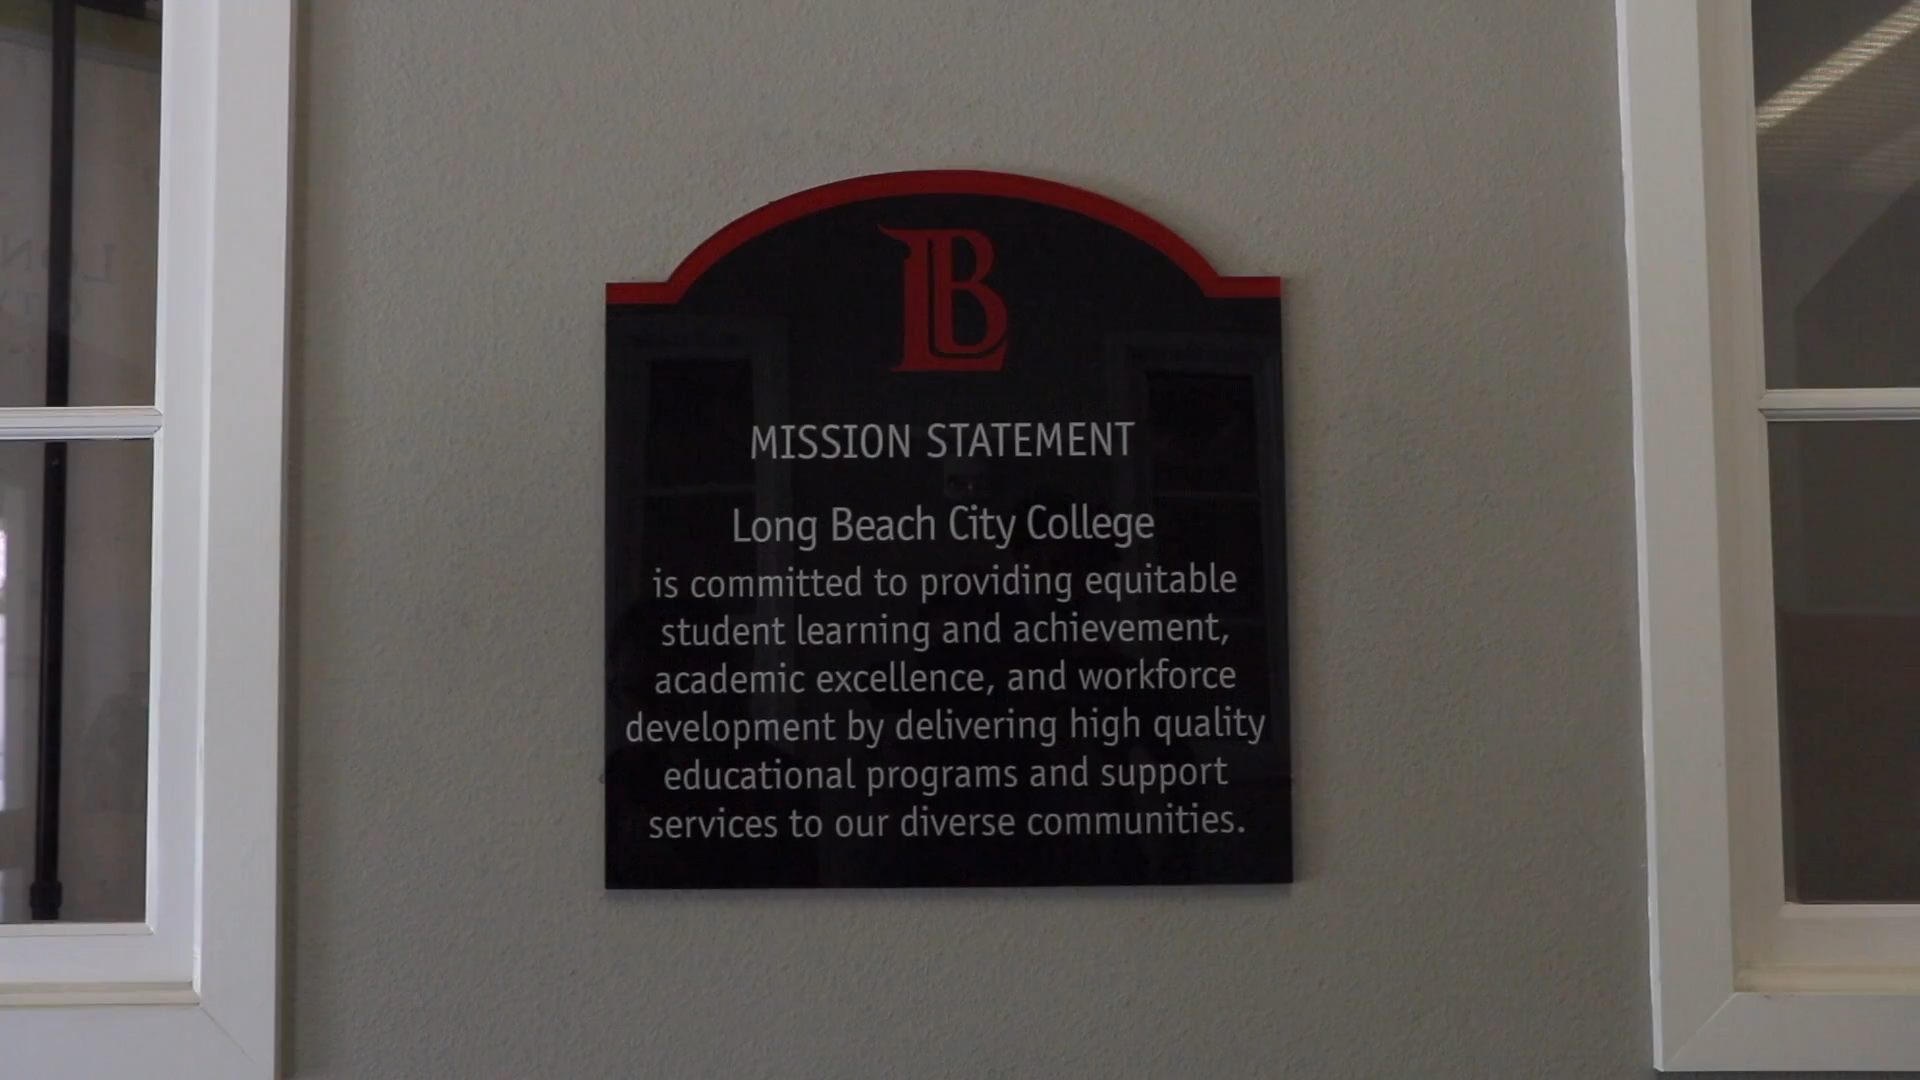 LB
MISSION STATEMENT
Long Beach City College
is committed to providing equitable
student learning and achievement,
academic excellence, and workforce
development by delivering high quality
educational programs and support
services to our diverse communities.